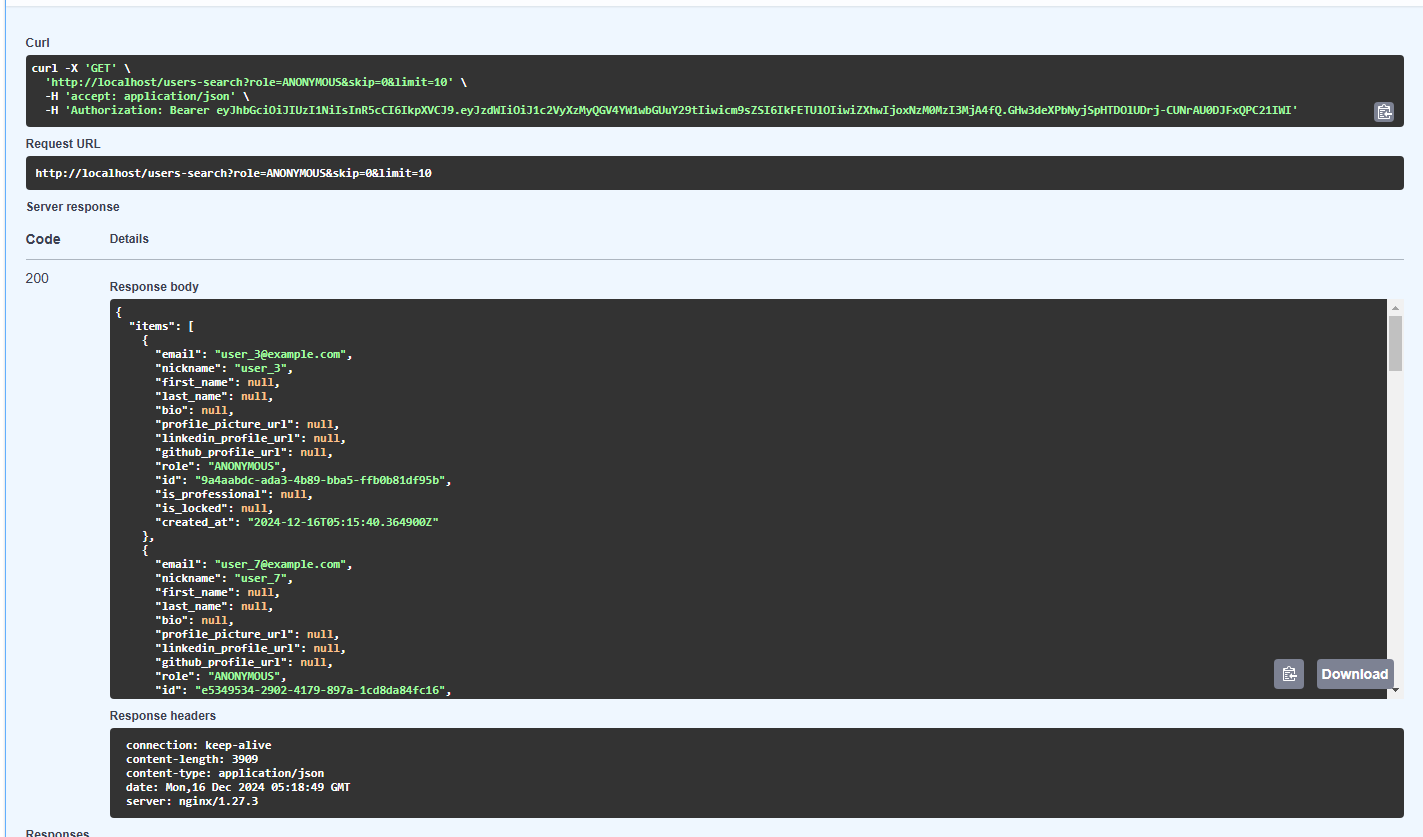 Curl
curl -X 'GET' \
'http://localhost/users-search?role=ANONYMOUS&skip=0&limit=10' \
-H 'accept: application/json' \
-H 'Authorization: Bearer eyJhbGciOiJIUzI1NiIsInR5cCI6IkpXVCJ9.eyJzdWIiOiJ1c2VyXzMyQGV4YW1wbGUuY29tIiwicm9sZSI6IkFETUlOIiwiZXhwIjoxNzM0MzI3MjA4fQ.GHw3deXPbNyjSpHTDOlUDrj-CUNrAU0DJFxQPC21IWI'
Request URL
http://localhost/users-search?role=ANONYMOUS&skip=0&limit=10
Server response
Code Details
200
Response body
{
"items": [
{
"email": "user_3@example.com",
"nickname": "user_3",
"first_name": null,
"last_name": null,
"bio": null,
"profile_picture_url": null,
"linkedin_profile_url": null,
"github_profile_url": null,
"role": "ANONYMOUS",
"id": "9a4aabdc-ada3-4b89-bba5-ffb0b81df95b",
"is_professional": null,
"is_locked": null,
"created_at": "2024-12-16T05:15:40.364900Z"
},
{
"email": "user_7@example.com",
"nickname": "user_7",
"first_name": null,
"last_name": null,
"bio": null,
"profile_picture_url": null,
"linkedin_profile_url": null,
"github_profile_url": null,
"role": "ANONYMOUS",
"id": "e5349534-2902-4179-897a-1cd8da84fc16",
Download
Response headers
connection: keep-alive
content-length: 3909
content-type: application/json
date: Mon,16 Dec 2024 05:18:49 GMT
server: nginx/1.27.3
Responses